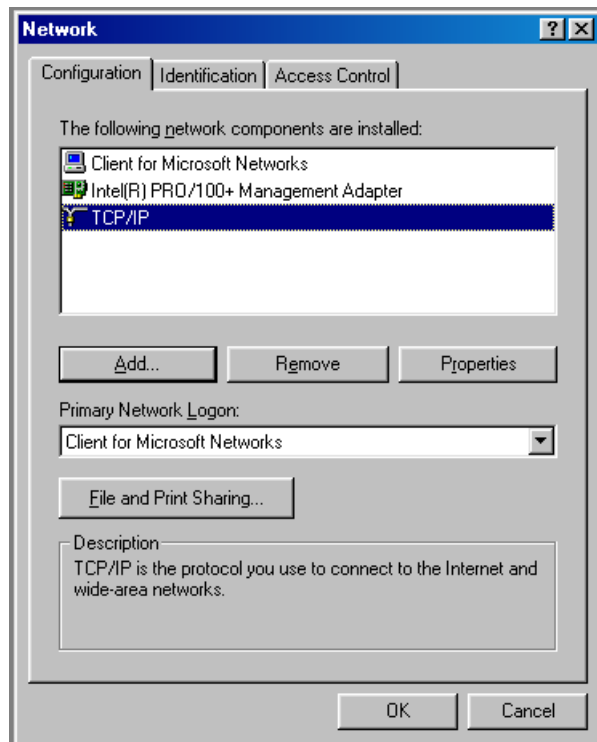 Network
Configuration Identification Access Control
The following network components are installed:
Client for Microsoft Networks
Intel(R) PRO/100+ Management Adapter
TCP/IP
Add... Remove Properties
Primary Network Logon:
Client for Microsoft Networks
File and Print Sharing...
Description
TCP/IP is the protocol you use to connect to the Internet and
wide-area networks.
OK Cancel